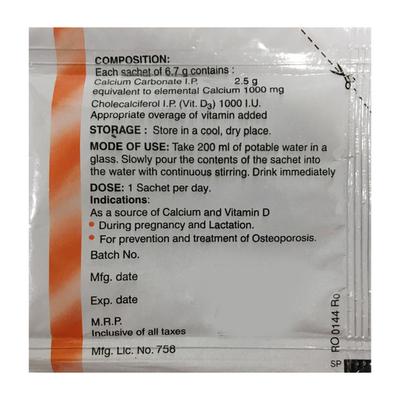 COMPOSITION:
Each sachet of 6.7 g contains :
Calcium Carbonate I.P. 2.5 g
equivalent to elemental Calcium 1000 mg
Cholecalciferol I.P. (Vit. D3) 1000 I.U.
Appropriate overage of vitamin added
STORAGE : Store in a cool, dry place.
MODE OF USE: Take 200 ml of potable water in a
glass. Slowly pour the contents of the sachet into
the water with continuous stirring. Drink immediately
DOSE: 1 Sachet per day.
Indications:
As a source of Calcium and Vitamin D
• During pregnancy and Lactation.
• For prevention and treatment of Osteoporosis.
Batch No.
Mfg. date
Exp. date
M.R.P.
Inclusive of all taxes
Mfg. Lic. No. 758
RO 0144 Ro
SP